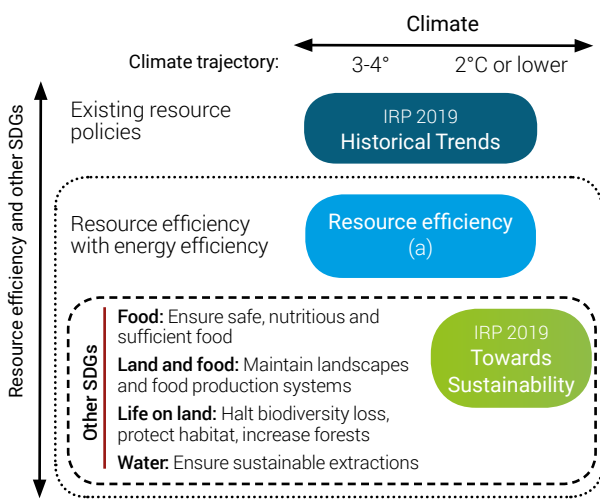 Climate
Climate trajectory:
3-4°
2°C or lower
Resource efficiency and other SDGs
Existing resource
policies
IRP 2019
Historical Trends
Resource efficiency
with energy efficiency
Resource efficiency
(a)
Other SDGs
Food: Ensure safe, nutritious and
sufficient food
Land and food: Maintain landscapes
and food production systems
Life on land: Halt biodiversity loss,
protect habitat, increase forests
Water: Ensure sustainable extractions
IRP 2019
Towards
Sustainability